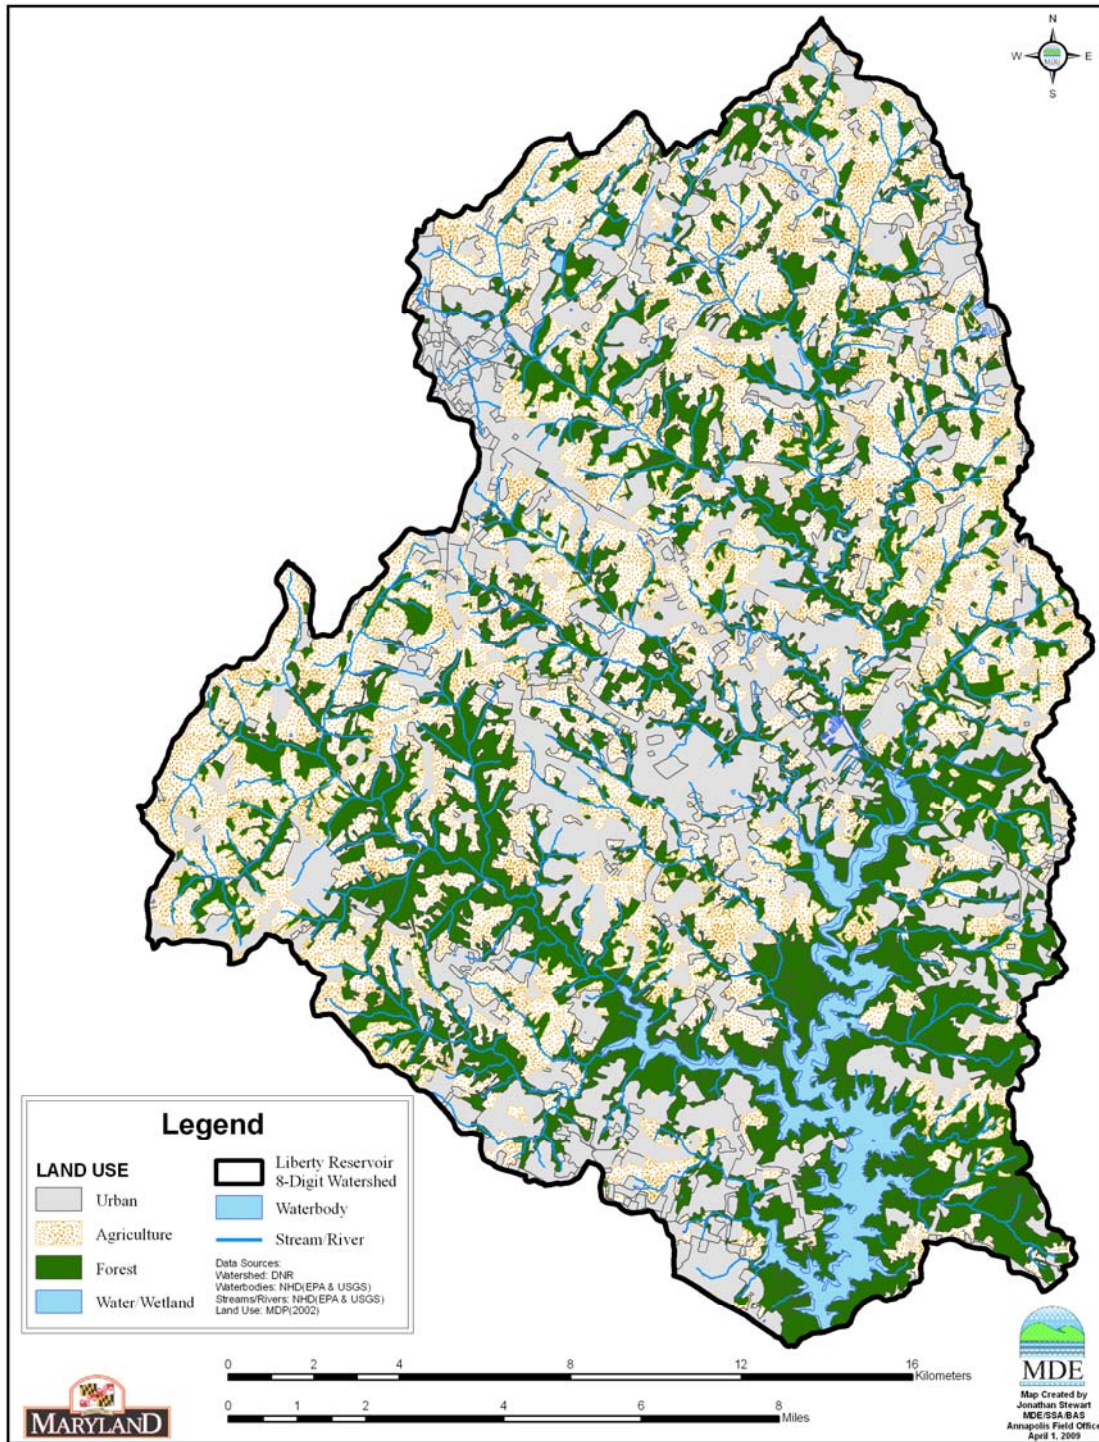 N
W
E
MDE
S
Legend
LAND USE
Urban
Agriculture
Forest
Water/Wetland
Liberty Reservoir
8-Digit Watershed
Waterbody
Stream/River
Data Sources:
Watershed: DNR
Waterbodies: NHD(EPA & USGS)
Streams/Rivers: NHD(EPA & USGS)
Land Use: MDP(2002)
0 2 4 8 12 16
Kilometers
0 1 2 4 6 8
Miles
MARYLAND
MDE
Map Created by
Jonathan Stewart
MDE/SSA/BAS
Annapolis Field Office
April 1, 2009